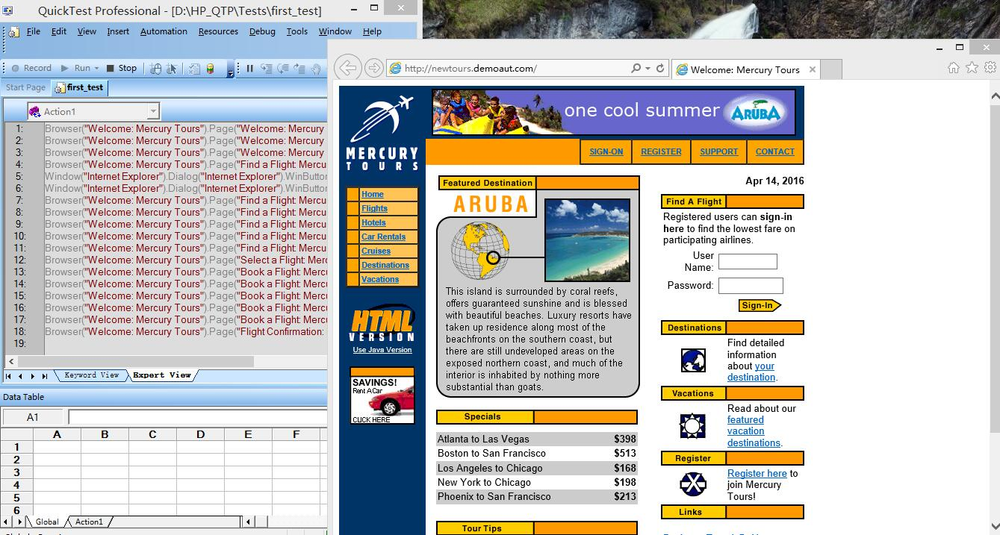 QuickTest Professional - [D:\HP_QTP\Tests\first_test]
File Edit View Insert Automation Resources Debug Tools Window Help
Record Run Stop
Start Page first_test
Action1
1: Browser("Welcome: Mercury Tours").Page("Welcome: Mercury
2: Browser("Welcome: Mercury Tours").Page("Welcome: Mercury
3: Browser("Welcome: Mercury Tours").Page("Welcome: Mercury
4: Browser("Welcome: Mercury Tours").Page("Find a Flight: Mercu
5: Window("Internet Explorer").Dialog("Internet Explorer").WinButton
6: Window("Internet Explorer").Dialog("Internet Explorer").WinButton
7: Browser("Welcome: Mercury Tours").Page("Find a Flight: Mercu
8: Browser("Welcome: Mercury Tours").Page("Find a Flight: Mercu
9: Browser("Welcome: Mercury Tours").Page("Find a Flight: Mercu
10: Browser("Welcome: Mercury Tours").Page("Find a Flight: Mercu
11: Browser("Welcome: Mercury Tours").Page("Find a Flight: Mercu
12: Browser("Welcome: Mercury Tours").Page("Select a Flight: Merc
13: Browser("Welcome: Mercury Tours").Page("Book a Flight: Mercu
14: Browser("Welcome: Mercury Tours").Page("Book a Flight: Mercu
15: Browser("Welcome: Mercury Tours").Page("Book a Flight: Mercu
16: Browser("Welcome: Mercury Tours").Page("Book a Flight: Mercu
17: Browser("Welcome: Mercury Tours").Page("Book a Flight: Mercu
18: Browser("Welcome: Mercury Tours").Page("Flight Confirmation:
19:
Keyword View Expert View
Data Table
A1
A B C D E F
1
2
3
4
5
6
Global Action1
http://newtours.demoaut.com/
Welcome: Mercury Tours
MERCURY
TOURS
one cool summer ARUBA
SIGN-ON REGISTER SUPPORT CONTACT
Home
Flights
Hotels
Car Rentals
Cruises
Destinations
Vacations
HTML
VERSION
Use Java Version
SAVINGS!
Rent A Car
CLICK HERE
Featured Destination
ARUBA
This island is surrounded by coral reefs,
offers guaranteed sunshine and is blessed
with beautiful beaches. Luxury resorts have
taken up residence along most of the
beachfronts on the southern coast, but
there are still undeveloped areas on the
exposed northern coast, and much of the
interior is inhabited by nothing more
substantial than goats.
Specials
Atlanta to Las Vegas $398
Boston to San Francisco $513
Los Angeles to Chicago $168
New York to Chicago $198
Phoenix to San Francisco $213
Tour Tips
Apr 14, 2016
Find A Flight
Registered users can sign-in
here to find the lowest fare on
participating airlines.
User
Name:
Password:
Sign-In
Destinations
Find detailed
information
about your
destination.
Vacations
Read about our
featured
vacation
destinations.
Register
Register here to
join Mercury
Tours!
Links